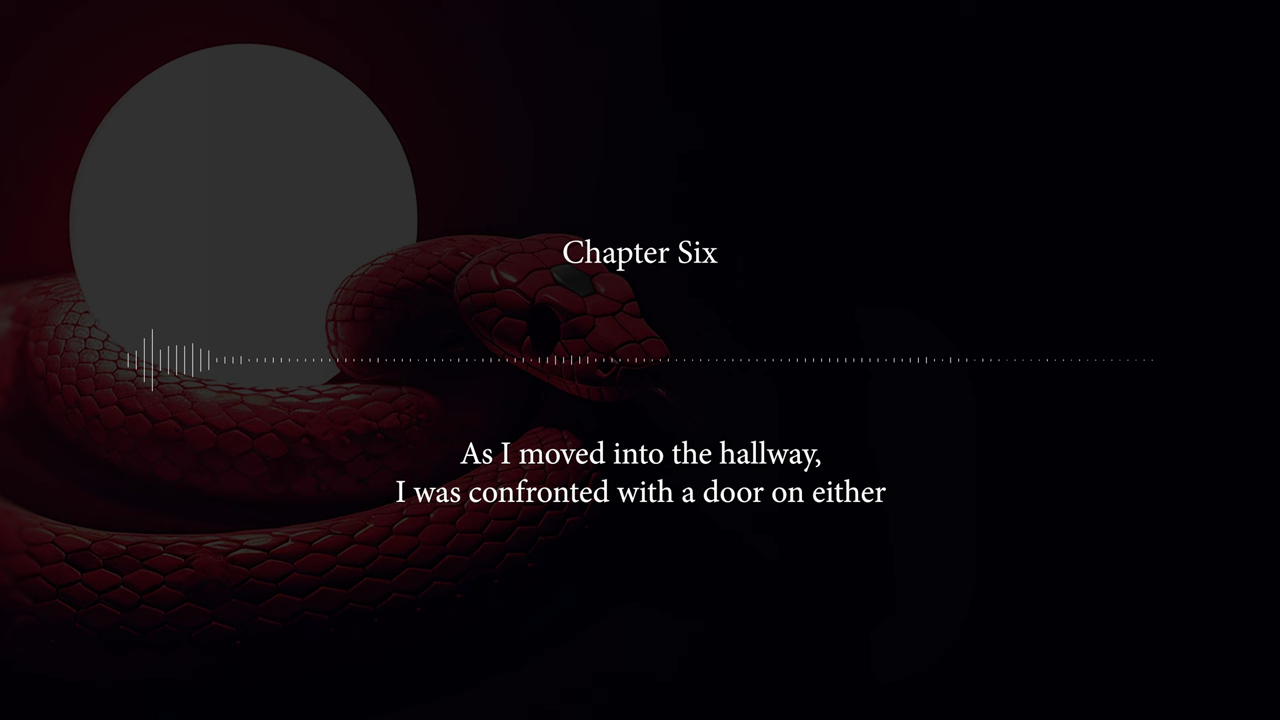 Chapter Six
As I moved into the hallway,
I was confronted with a door on either